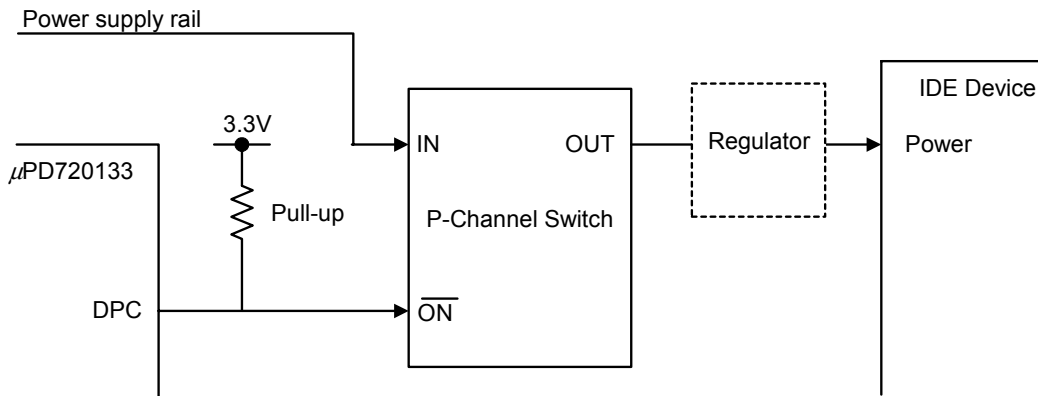 Power supply rail
IDE Device
3.3V
IN
OUT
Regulator
Power
μPD720133
Pull-up
P-Channel Switch
DPC
ON